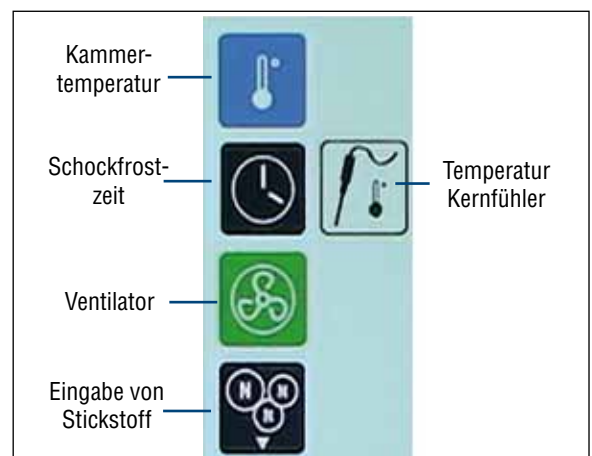 Kammer-
temperatur
Schockfrost-
zeit
Temperatur
Kernfühler
Ventilator
Eingabe von
Stickstoff
N N
N